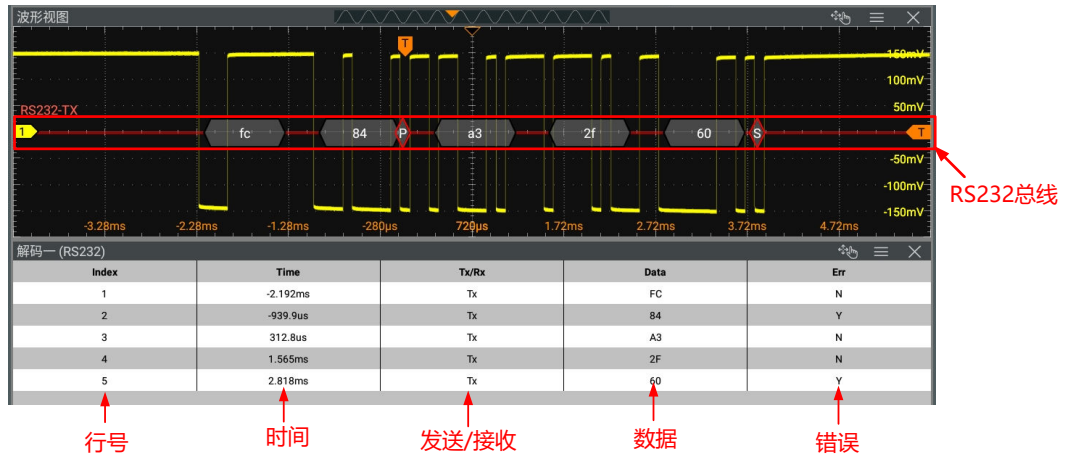 波形视图
T
150mV
100mV
RS232-TX
50mV
1
fc
84
P
a3
2f
60
S
T
-50mV
RS232总线
-100mV
-150mV
-3.28ms -2.28ms -1.28ms -280µs 720µs 1.72ms 2.72ms 3.72ms 4.72ms
解码一 (RS232)
Index Time Tx/Rx Data Err
1 -2.192ms Tx FC N
2 -939.9us Tx 84 Y
3 312.8us Tx A3 N
4 1.565ms Tx 2F N
5 2.818ms Tx 60 Y
行号 时间 发送/接收 数据 错误